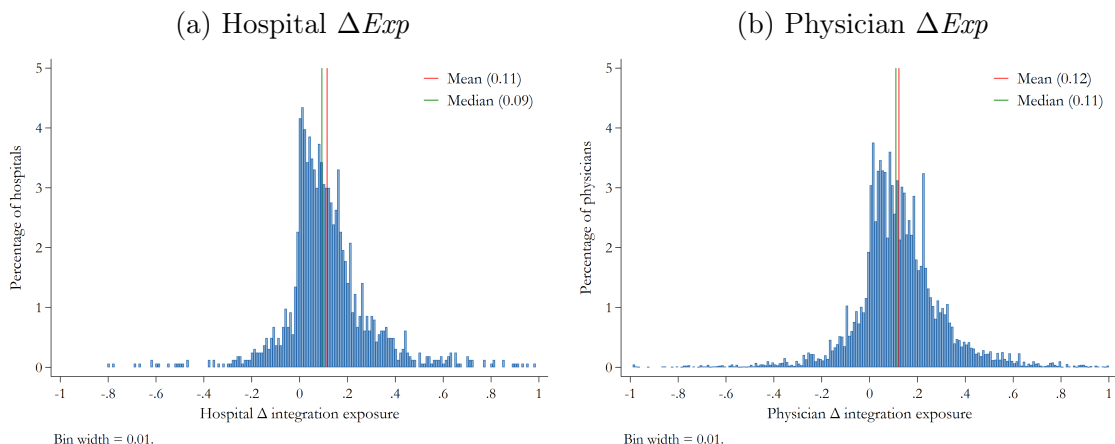 (a) Hospital ΔExp
Mean (0.11)
Median (0.09)
Percentage of hospitals
5
4
3
2
1
0
-1 -.8 -.6 -.4 -.2 0 .2 .4 .6 .8 1
Hospital Δ integration exposure
Bin width = 0.01.
(b) Physician ΔExp
Mean (0.12)
Median (0.11)
Percentage of physicians
5
4
3
2
1
0
-1 -.8 -.6 -.4 -.2 0 .2 .4 .6 .8 1
Physician Δ integration exposure
Bin width = 0.01.